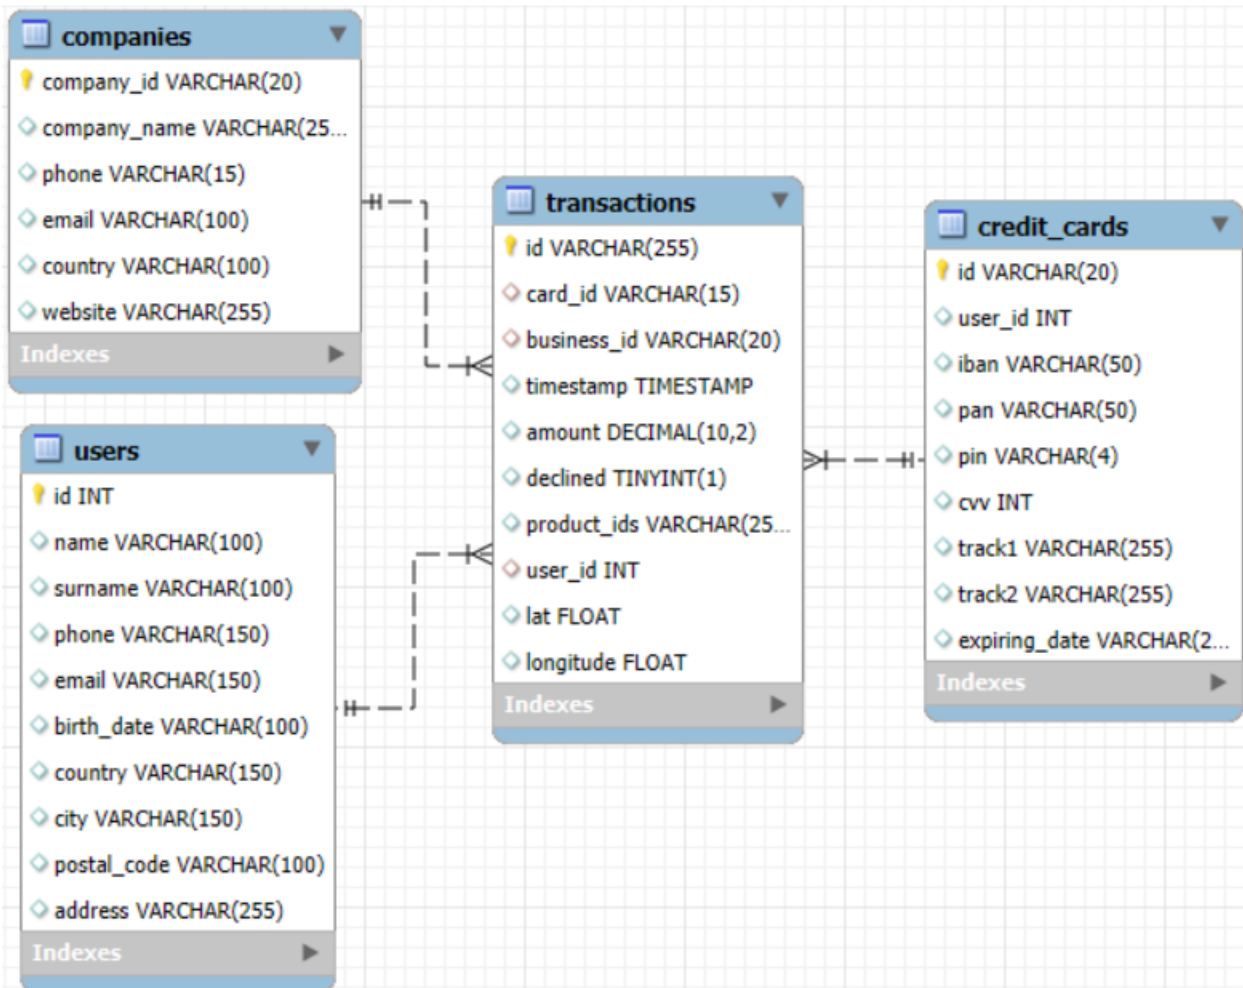 companies
company_id VARCHAR(20)
company_name VARCHAR(25...
phone VARCHAR(15)
email VARCHAR(100)
country VARCHAR(100)
website VARCHAR(255)
Indexes
users
id INT
name VARCHAR(100)
surname VARCHAR(100)
phone VARCHAR(150)
email VARCHAR(150)
birth_date VARCHAR(100)
country VARCHAR(150)
city VARCHAR(150)
postal_code VARCHAR(100)
address VARCHAR(255)
Indexes
transactions
id VARCHAR(255)
card_id VARCHAR(15)
business_id VARCHAR(20)
timestamp TIMESTAMP
amount DECIMAL(10,2)
declined TINYINT(1)
product_ids VARCHAR(25...
user_id INT
lat FLOAT
longitude FLOAT
Indexes
credit_cards
id VARCHAR(20)
user_id INT
iban VARCHAR(50)
pan VARCHAR(50)
pin VARCHAR(4)
cvv INT
track1 VARCHAR(255)
track2 VARCHAR(255)
expiring_date VARCHAR(2...
Indexes